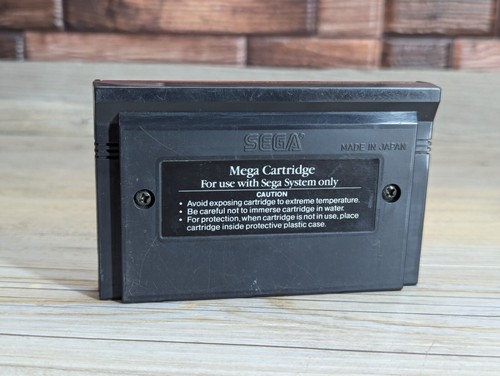 SEGA
MADE IN JAPAN
Mega Cartridge
For use with Sega System only
CAUTION
• Avoid exposing cartridge to extreme temperature.
• Be careful not to immerse cartridge in water.
• For protection, when cartridge is not in use, place
cartridge inside protective plastic case.